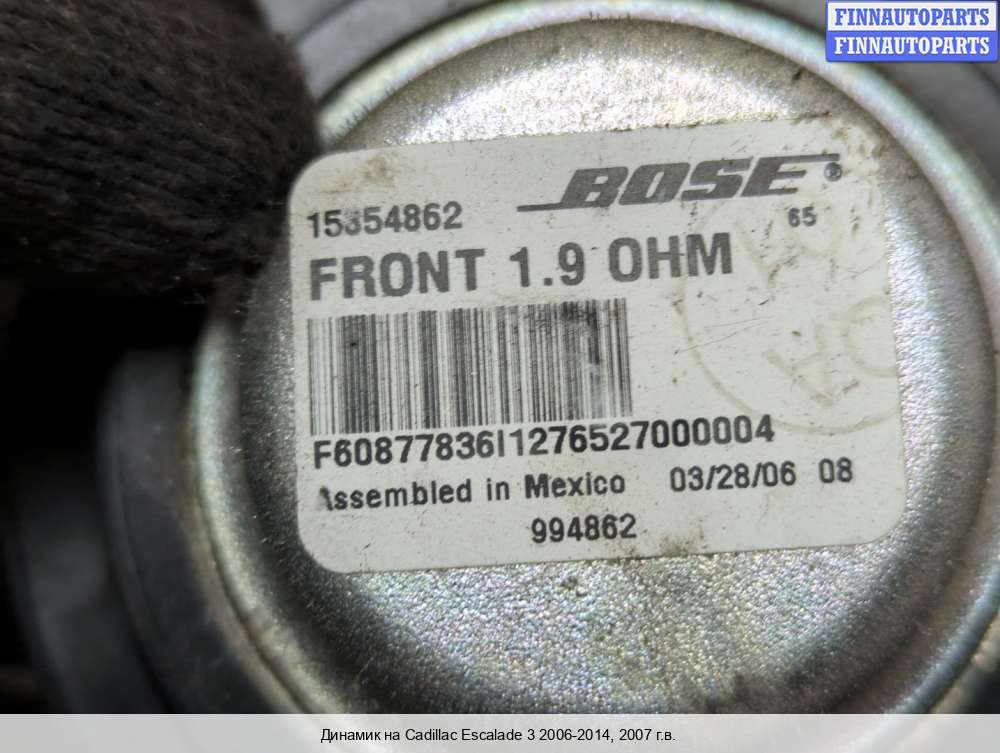 FINNAUTOPARTS
FINNAUTOPARTS
BOSE®
15354862
65
FRONT 1.9 OHM
F60877836I1276527000004
Assembled in Mexico 03/28/06 08
994862
Динамик на Cadillac Escalade 3 2006-2014, 2007 г.в.